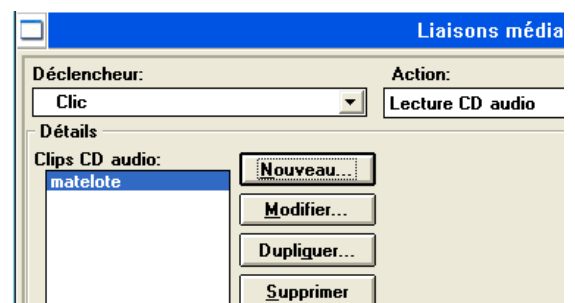 Liaisons média
Déclencheur:
Action:
Clic
Lecture CD audio
Détails
Clips CD audio:
matelote
Nouveau...
Modifier...
Dupliquer...
Supprimer